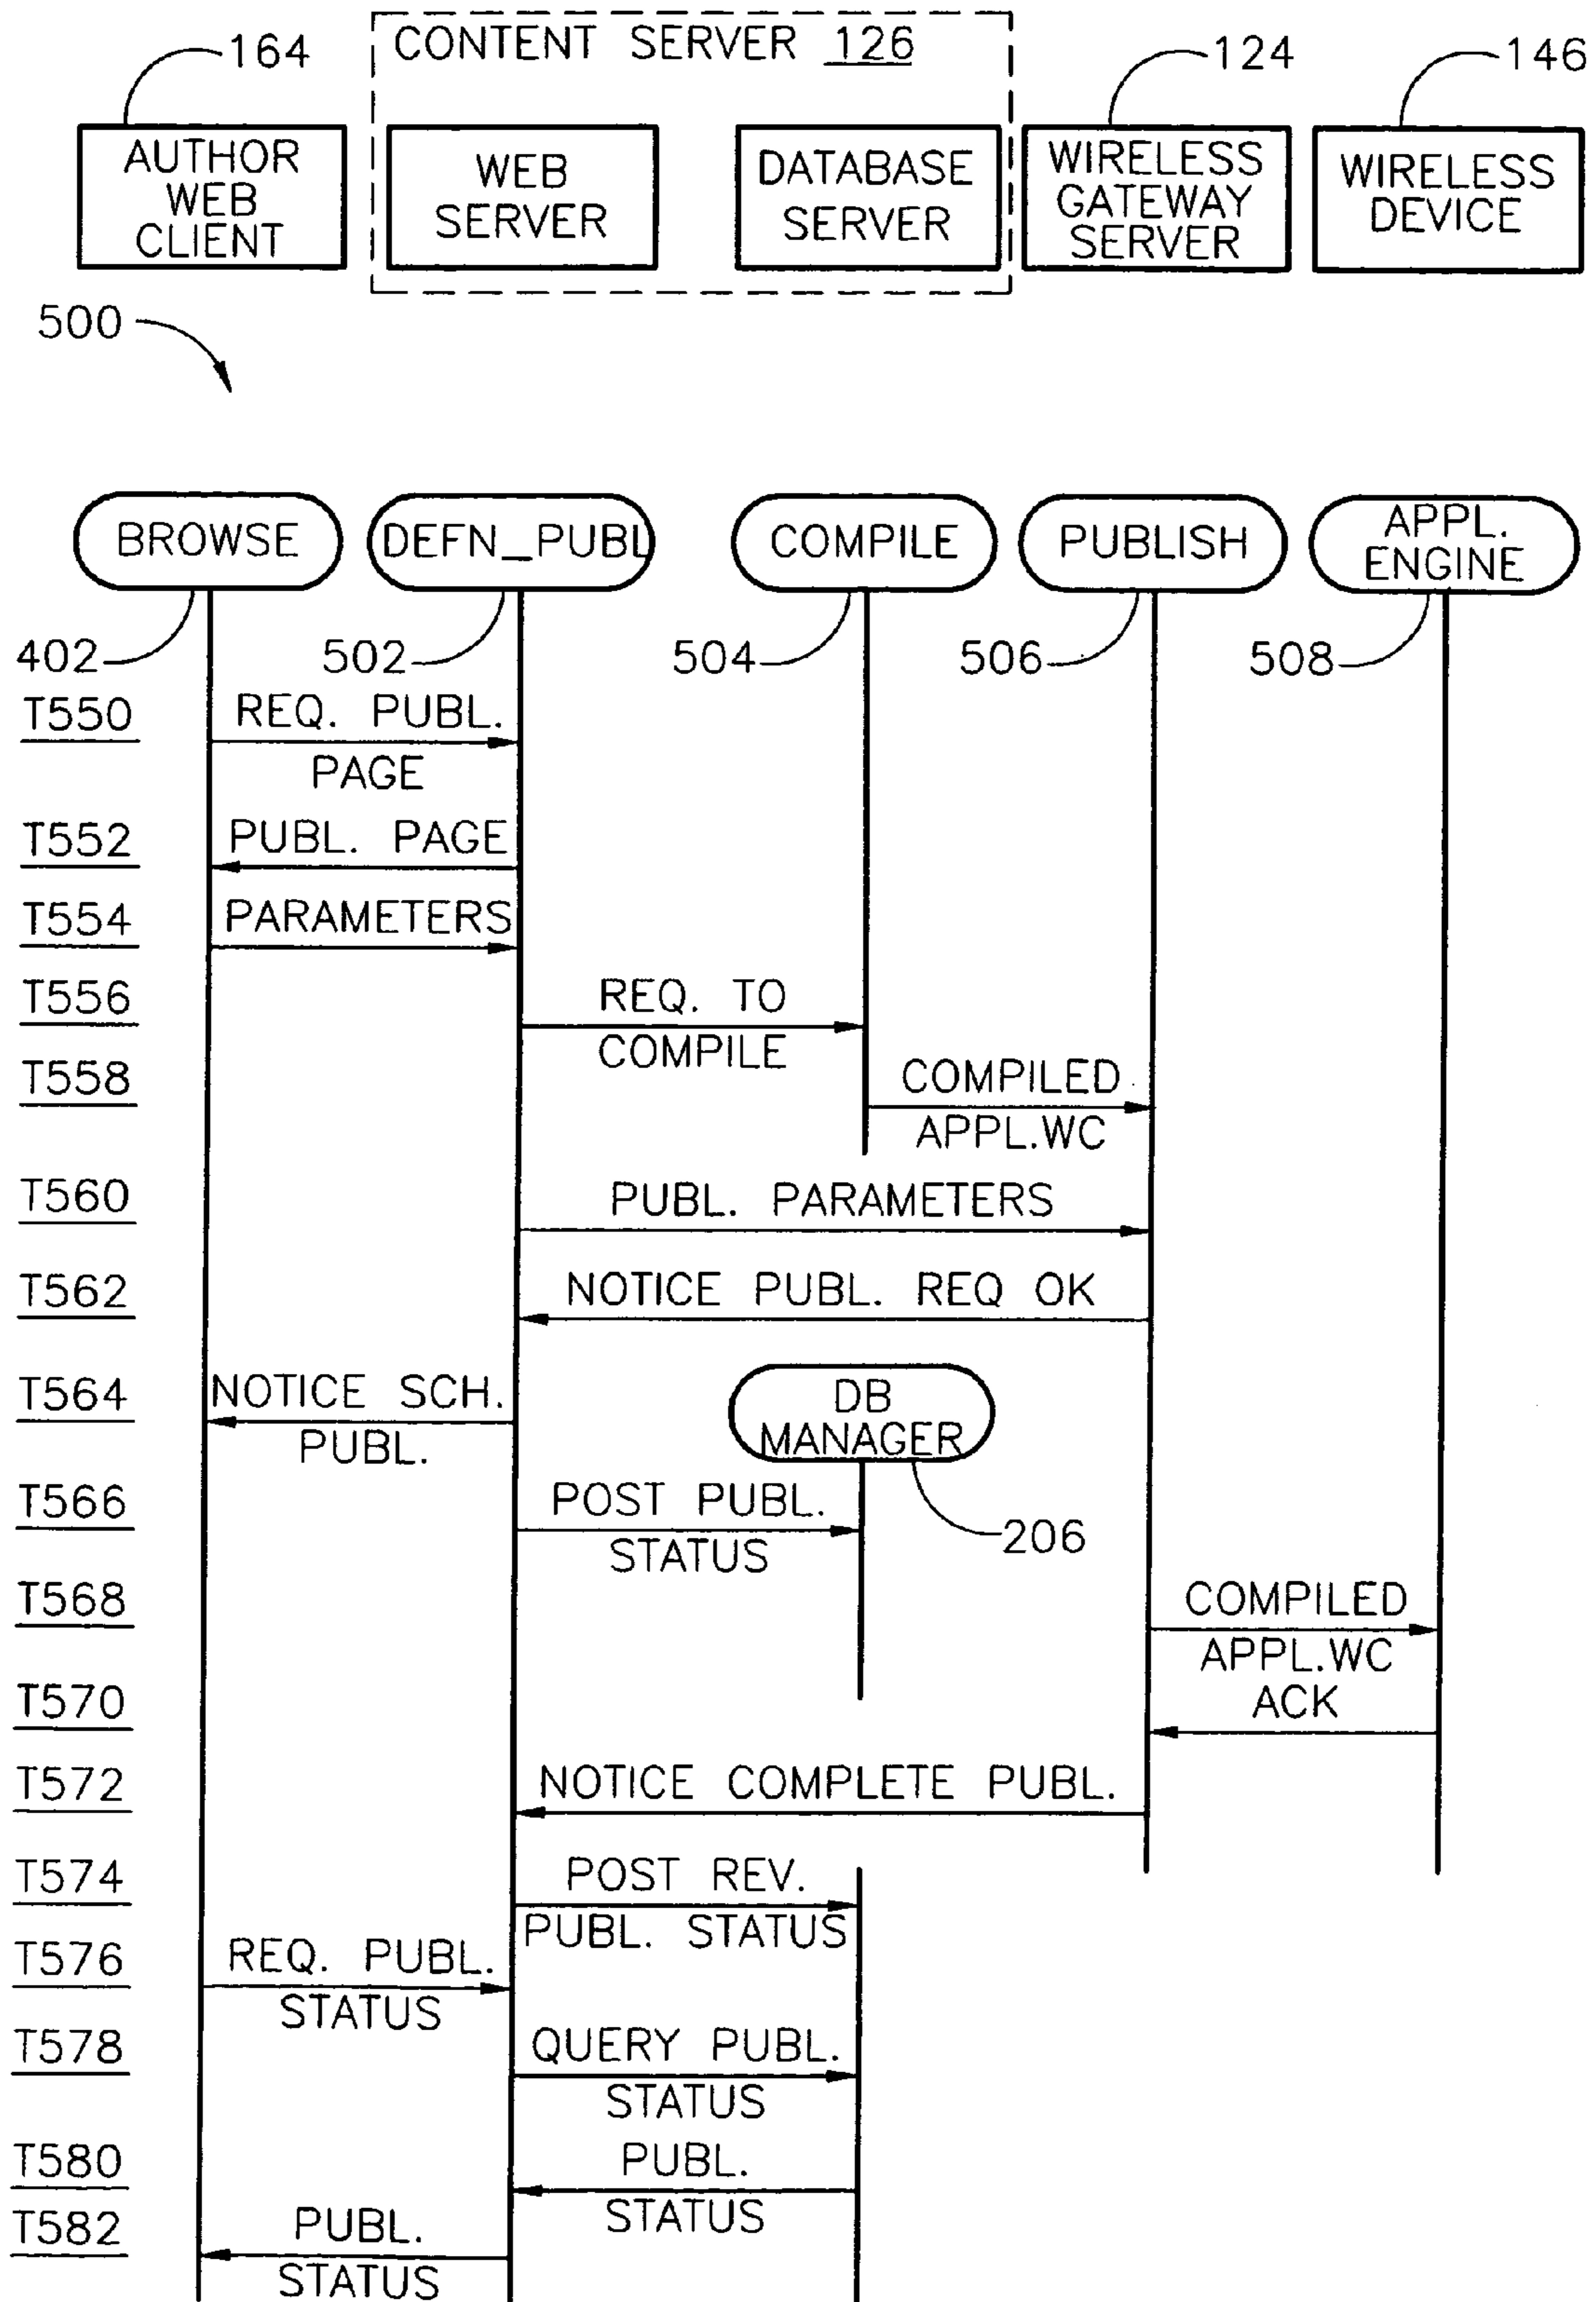 164
CONTENT SERVER 126
124
146
AUTHOR
WEB
CLIENT
WEB
SERVER
DATABASE
SERVER
WIRELESS
GATEWAY
SERVER
WIRELESS
DEVICE
500
BROWSE
DEFN_PUBL
COMPILE
PUBLISH
APPL.
ENGINE
402
502
504
506
508
T550
REQ. PUBL.
PAGE
T552
PUBL. PAGE
T554
PARAMETERS
T556
REQ. TO
COMPILE
T558
COMPILED
APPL.WC
T560
PUBL. PARAMETERS
T562
NOTICE PUBL. REQ OK
T564
NOTICE SCH.
PUBL.
DB
MANAGER
206
T566
POST PUBL.
STATUS
T568
COMPILED
APPL.WC
T570
ACK
T572
NOTICE COMPLETE PUBL.
T574
POST REV.
PUBL. STATUS
T576
REQ. PUBL.
STATUS
T578
QUERY PUBL.
STATUS
T580
PUBL.
STATUS
T582
PUBL.
STATUS